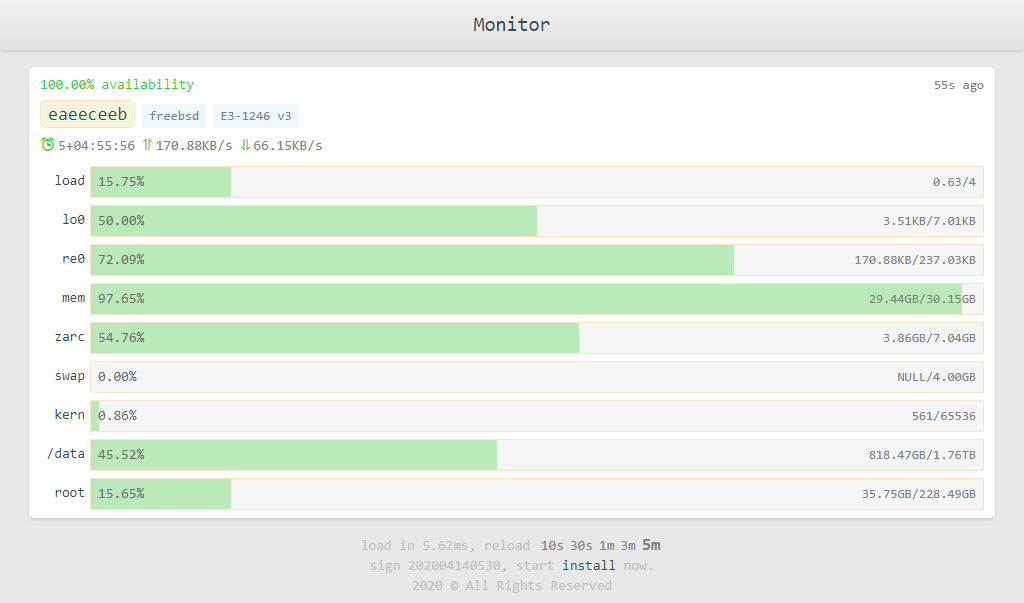 Monitor
100.00% availability 55s ago
eaeeceeb freebsd E3-1246 v3
5+04:55:56 ⇈ 170.88KB/s ⇊ 66.15KB/s
load 15.75% 0.63/4
lo0 50.00% 3.51KB/7.01KB
re0 72.09% 170.88KB/237.03KB
mem 97.65% 29.44GB/30.15GB
zarc 54.76% 3.86GB/7.04GB
swap 0.00% NULL/4.00GB
kern 0.86% 561/65536
/data 45.52% 818.47GB/1.76TB
root 15.65% 35.75GB/228.49GB
load in 5.62ms, reload 10s 30s 1m 3m 5m
sign 202004140530, start install now.
2020 © All Rights Reserved